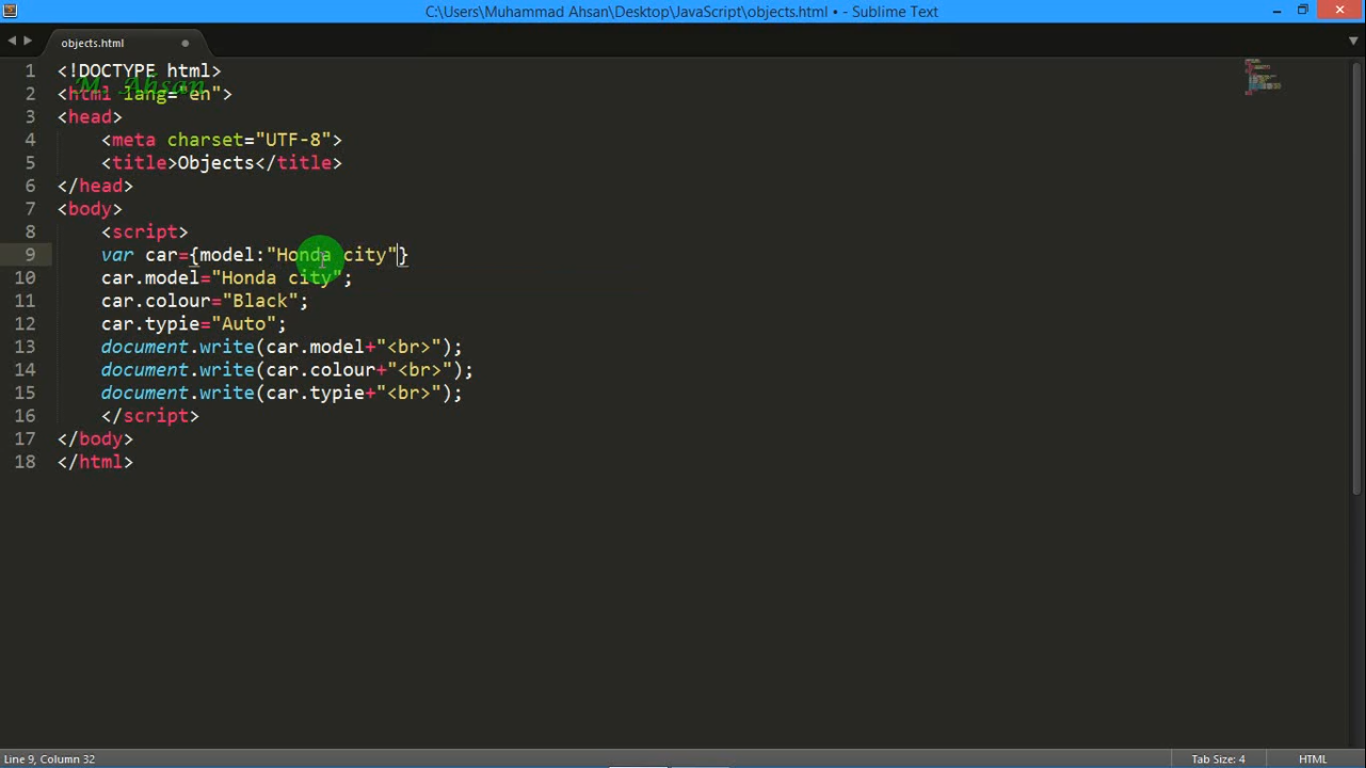 C:\Users\Muhammad Ahsan\Desktop\JavaScript\objects.html • - Sublime Text
objects.html
M. Ahsan
1 <!DOCTYPE html>
2 <html lang="en">
3 <head>
4 <meta charset="UTF-8">
5 <title>Objects</title>
6 </head>
7 <body>
8 <script>
9 var car={model:"Honda city"}
10 car.model="Honda city";
11 car.colour="Black";
12 car.typie="Auto";
13 document.write(car.model+"<br>");
14 document.write(car.colour+"<br>");
15 document.write(car.typie+"<br>");
16 </script>
17 </body>
18 </html>
Line 9, Column 32
Tab Size: 4
HTML